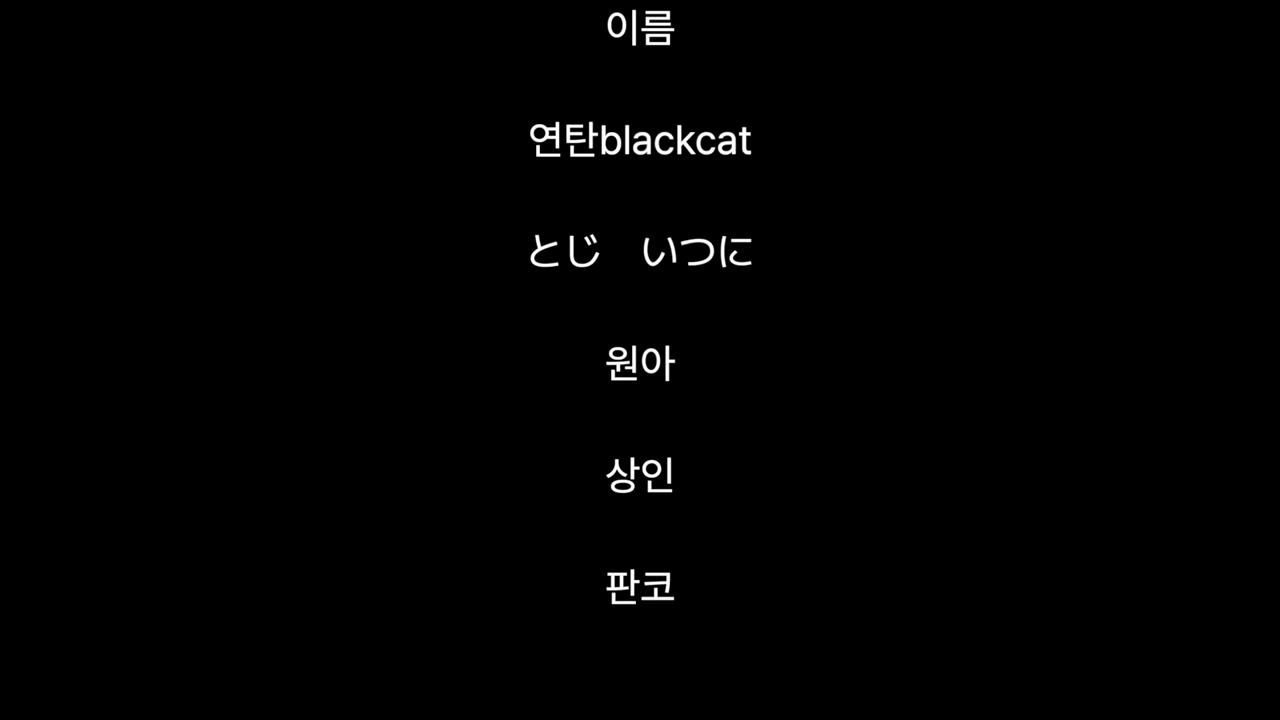 이름
연탄blackcat
とじ　いつに
원아
상인
판코